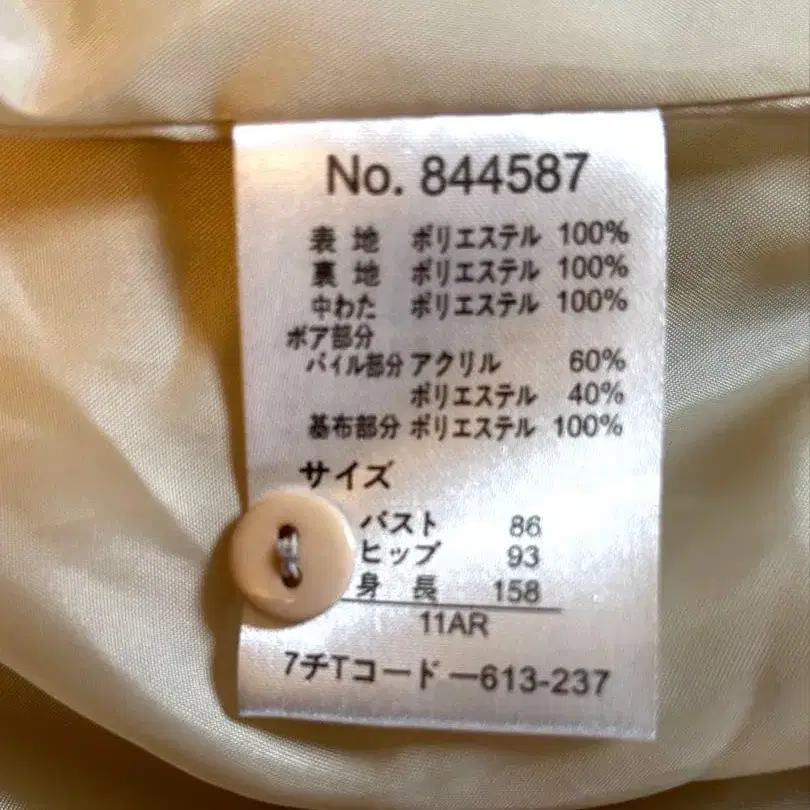 No. 844587
表 地 ポリエステル 100%
裏 地 ポリエステル 100%
中わた ポリエステル 100%
ボア部分
パイル部分 アクリル 60%
ポリエステル 40%
基布部分 ポリエステル 100%
サイズ
バスト 86
ヒップ 93
身 長 158
11AR
7チTコード ー613-237